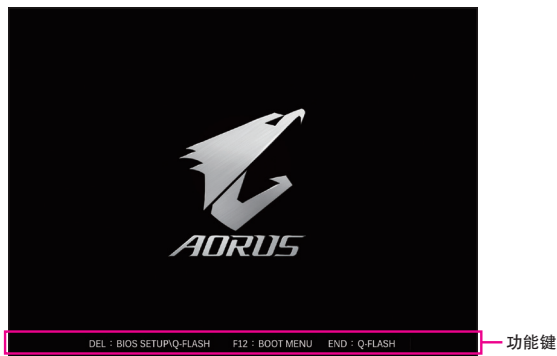 AORUS
DEL : BIOS SETUP\Q-FLASH F12 : BOOT MENU END : Q-FLASH
功能键